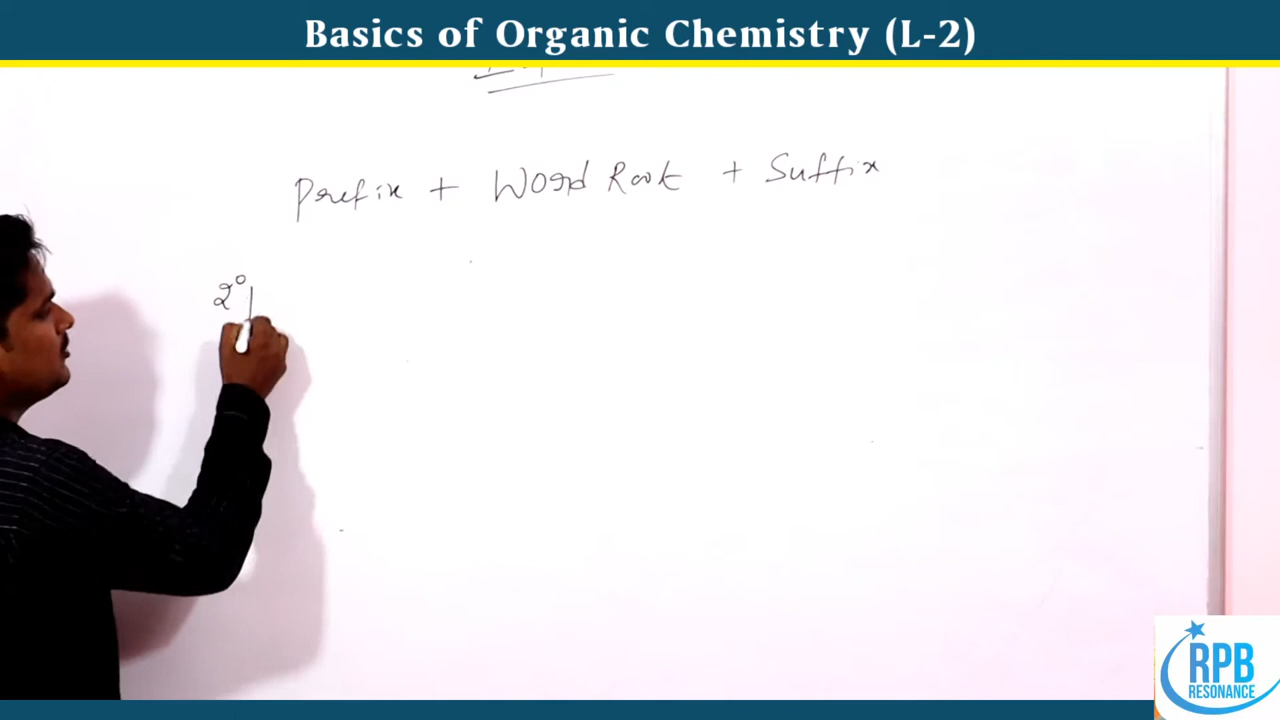 Basics of Organic Chemistry (L-2)
Prefix + Word Root + Suffix
2°
RPB
RESONANCE